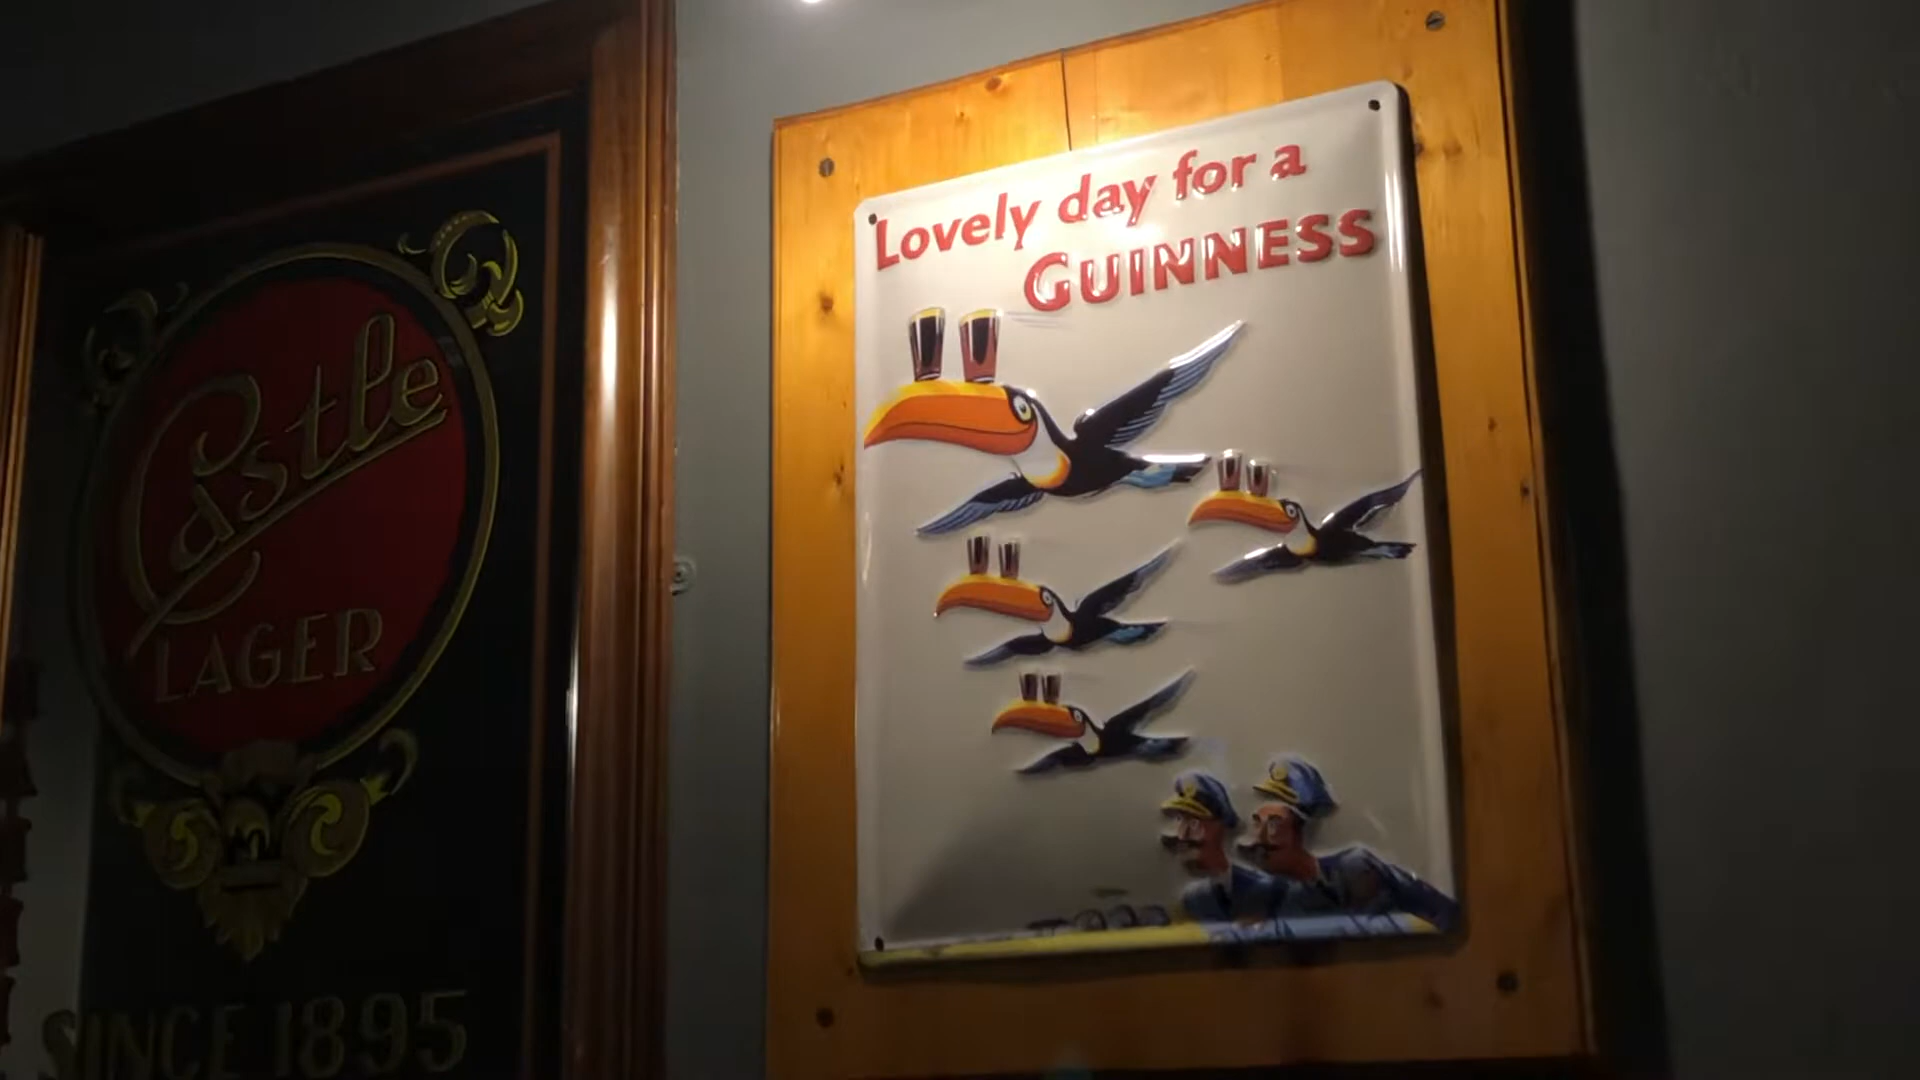 Castle
LAGER
SINCE 1895
Lovely day for a
GUINNESS